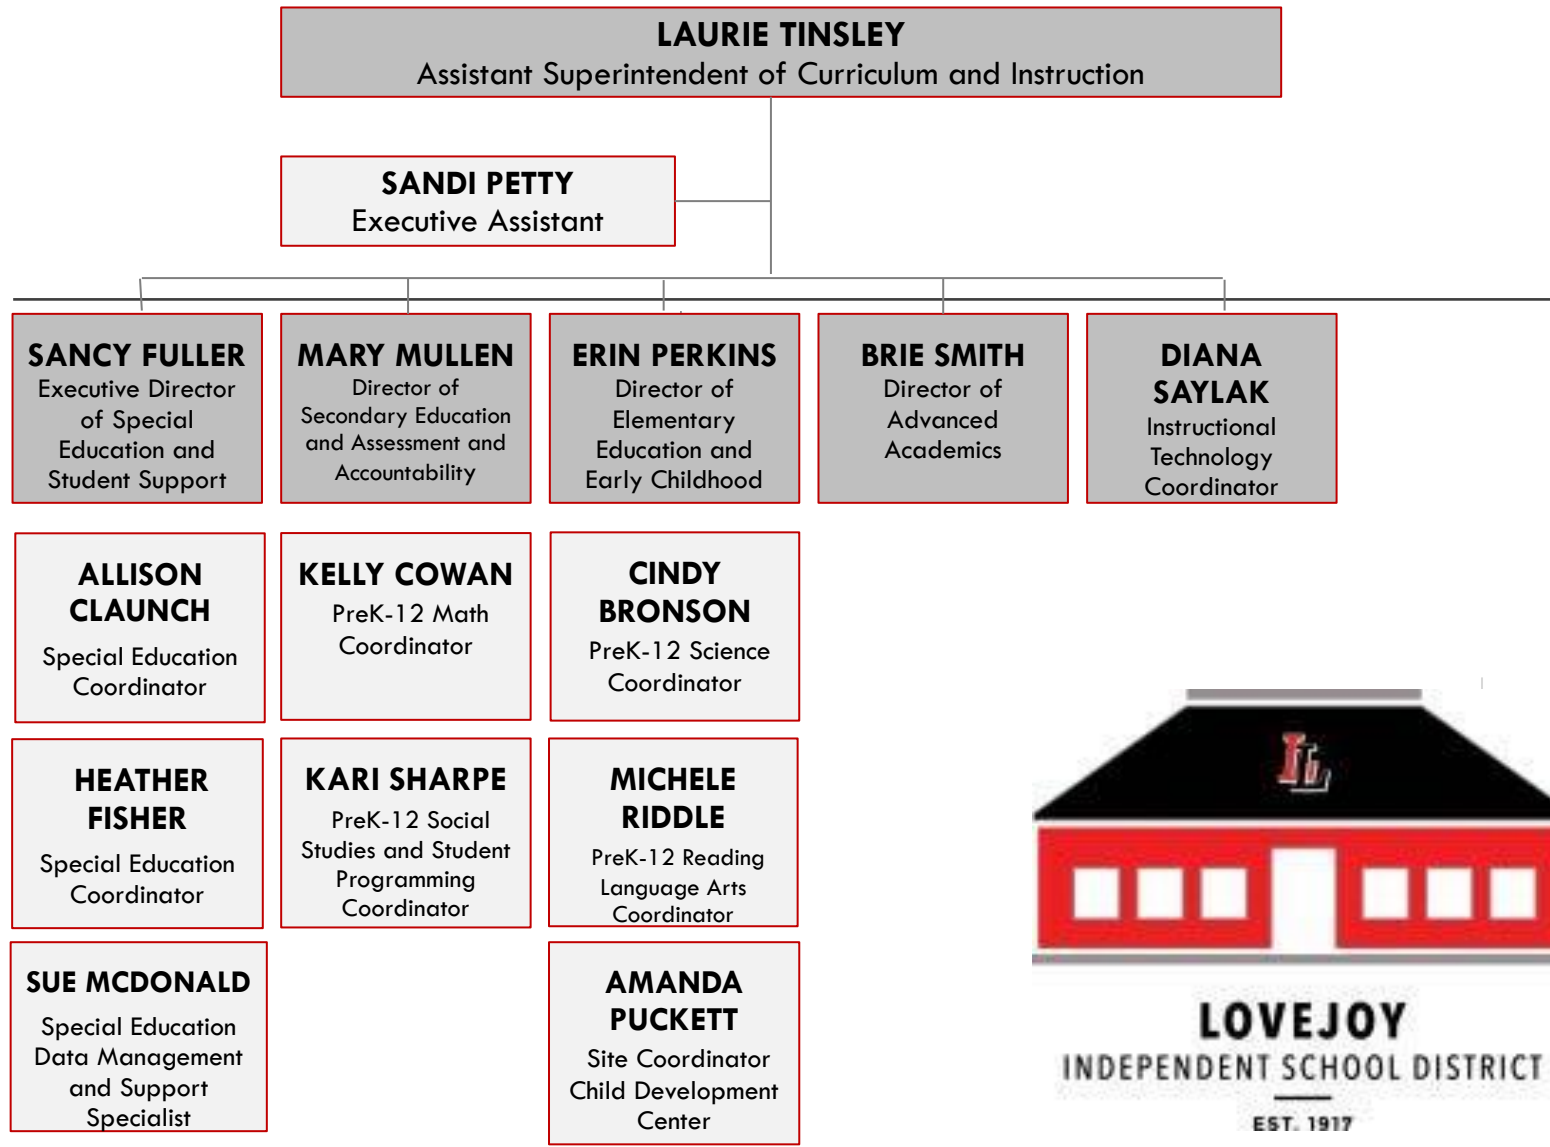 LAURIE TINSLEY
Assistant Superintendent of Curriculum and Instruction
SANDI PETTY
Executive Assistant
SANCY FULLER
Executive Director
of Special
Education and
Student Support
MARY MULLEN
Director of
Secondary Education
and Assessment and
Accountability
ERIN PERKINS
Director of
Elementary
Education and
Early Childhood
BRIE SMITH
Director of
Advanced
Academics
DIANA
SAYLAK
Instructional
Technology
Coordinator
ALLISON
CLAUNCH
Special Education
Coordinator
KELLY COWAN
PreK-12 Math
Coordinator
CINDY
BRONSON
PreK-12 Science
Coordinator
HEATHER
FISHER
Special Education
Coordinator
KARI SHARPE
PreK-12 Social
Studies and Student
Programming
Coordinator
MICHELE
RIDDLE
PreK-12 Reading
Language Arts
Coordinator
SUE MCDONALD
Special Education
Data Management
and Support
Specialist
AMANDA
PUCKETT
Site Coordinator
Child Development
Center
LL
LOVEJOY
INDEPENDENT SCHOOL DISTRICT
EST. 1917